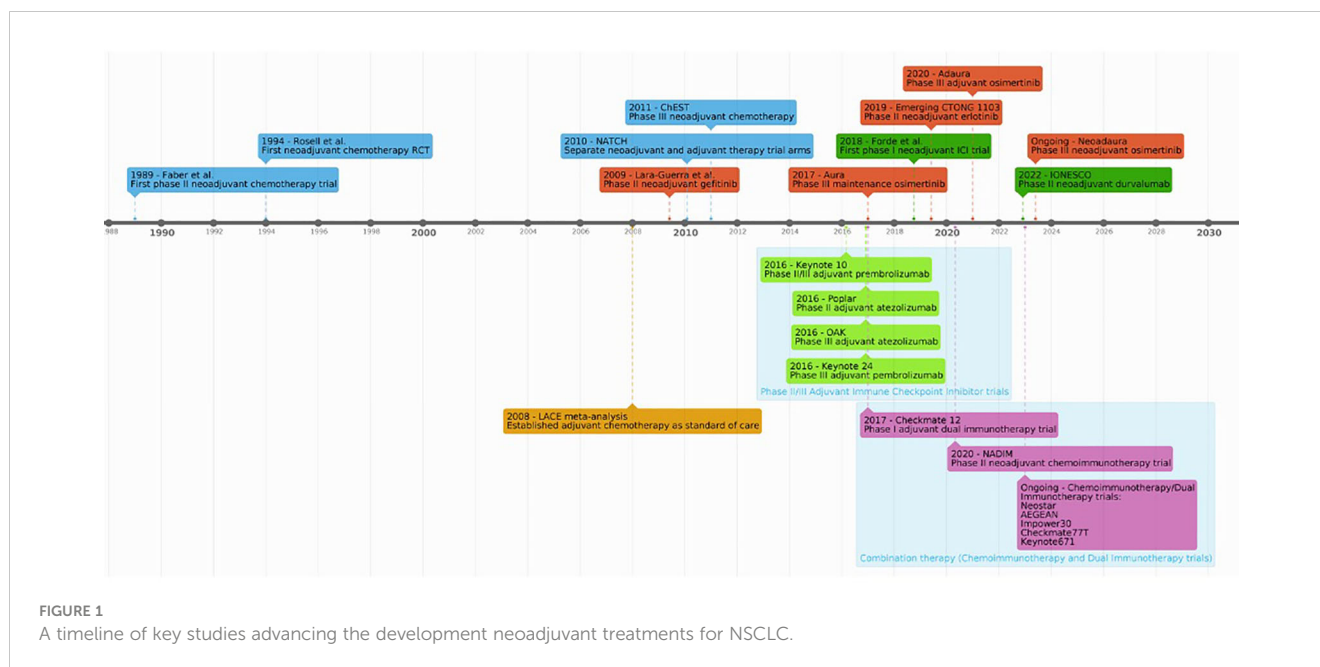 2020 - Adaura
Phase III adjuvant osimertinib
2011 - ChEST
Phase III neoadjuvant chemotherapy
2019 - Emerging CTONG 1103
Phase II neoadjuvant erlotinib
1994 - Rosell et al.
First neoadjuvant chemotherapy RCT
2010 - NATCH
Separate neoadjuvant and adjuvant therapy trial arms
2018 - Forde et al.
First phase I neoadjuvant ICI trial
Ongoing - Neoadaura
Phase III neoadjuvant osimertinib
1989 - Faber et al.
First phase II neoadjuvant chemotherapy trial
2009 - Lara-Guerra et al.
Phase II neoadjuvant gefitinib
2017 - Aura
Phase III maintenance osimertinib
2022 - IONESCO
Phase II neoadjuvant durvalumab
988 1990 1992 1994 1996 1998 2000 2002 2004 2006 2008 2010 2012 2014 2016 2018 2020 2022 2024 2026 2028 2030
2016 - Keynote 10
Phase II/III adjuvant prembrolizumab
2016 - Poplar
Phase II adjuvant atezolizumab
2016 - OAK
Phase III adjuvant atezolizumab
2016 - Keynote 24
Phase III adjuvant pembrolizumab
Phase II/III Adjuvant Immune Checkpoint Inhibitor trials
2008 - LACE meta-analysis
Established adjuvant chemotherapy as standard of care
2017 - Checkmate 12
Phase I adjuvant dual immunotherapy trial
2020 - NADIM
Phase II neoadjuvant chemoimmunotherapy trial
Ongoing - Chemoimmunotherapy/Dual
Immunotherapy trials:
Neostar
AEGEAN
Impower30
Checkmate77T
Keynote671
Combination therapy (Chemoimmunotherapy and Dual Immunotherapy trials)
FIGURE 1
A timeline of key studies advancing the development neoadjuvant treatments for NSCLC.